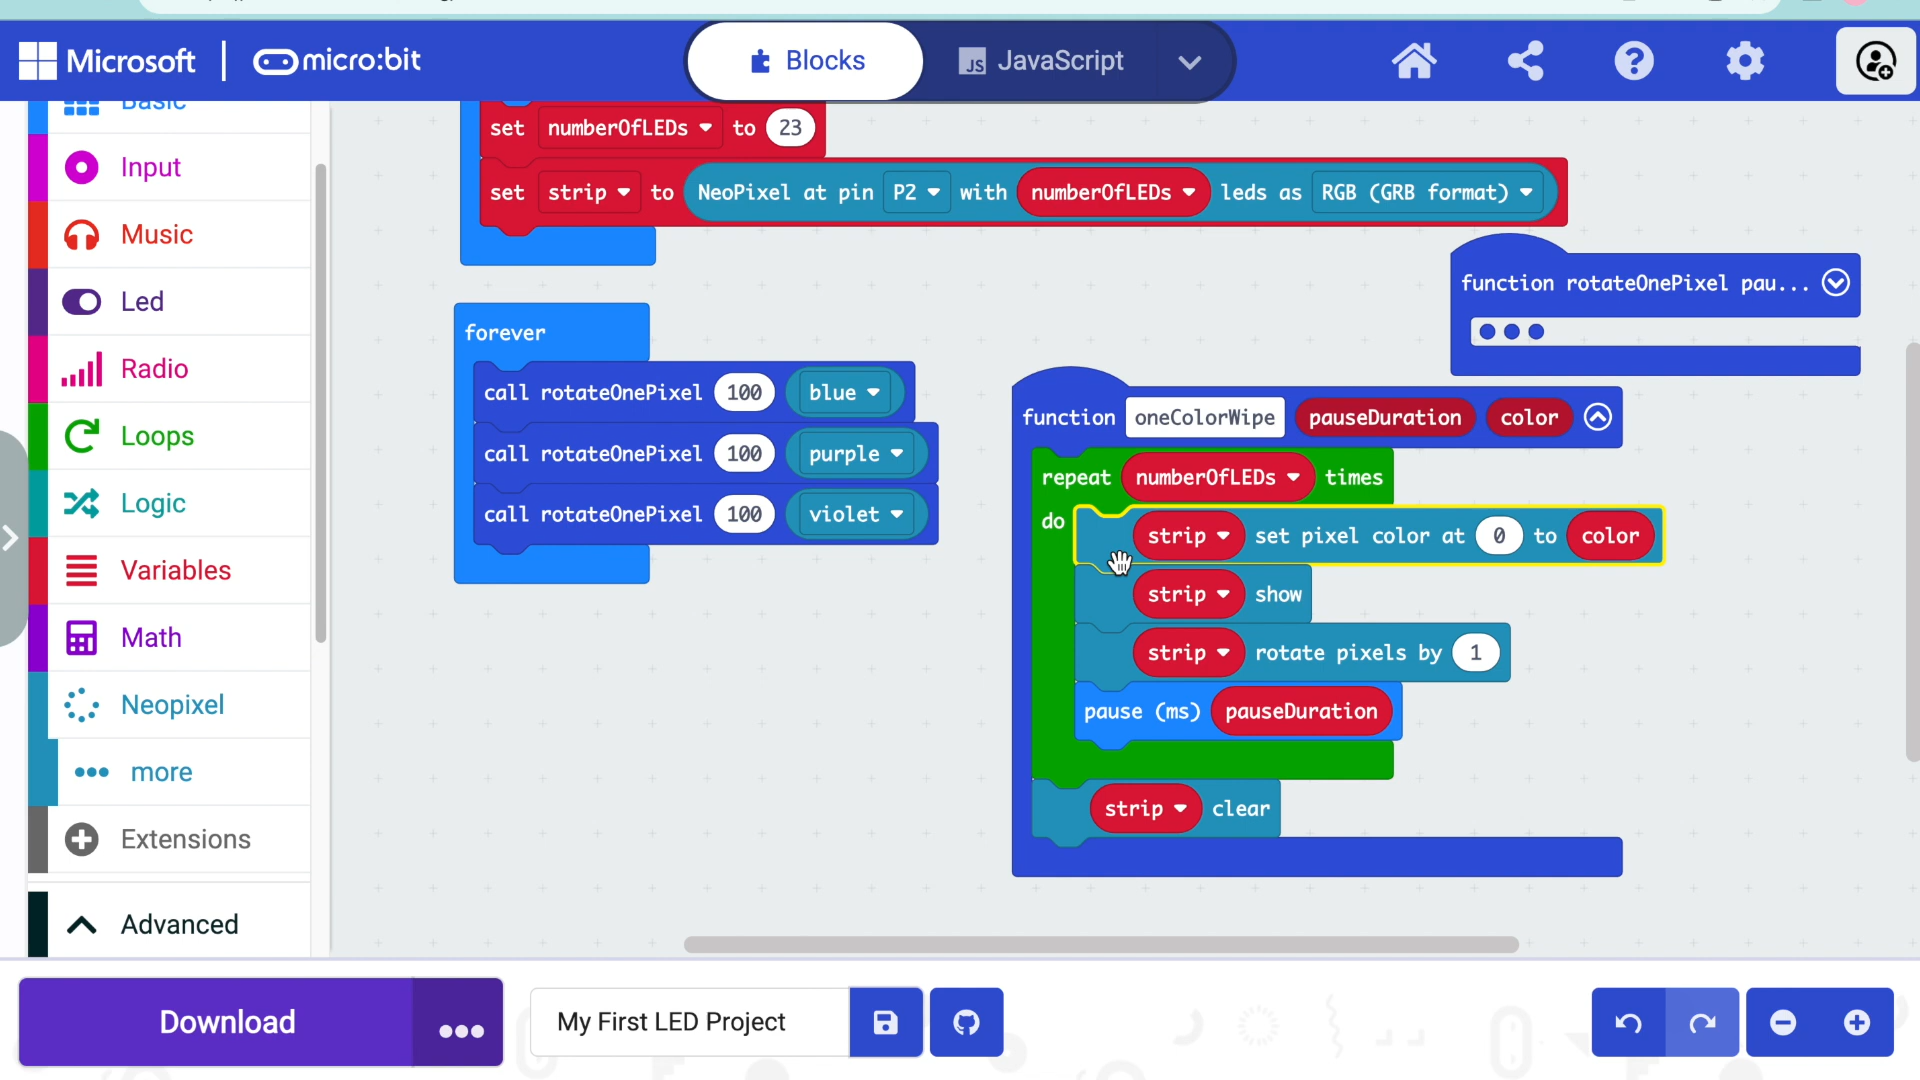 Microsoft | micro:bit
Blocks
JS JavaScript
Basic
Input
Music
Led
Radio
Loops
Logic
Variables
Math
Neopixel
more
Extensions
Advanced
set numberOfLEDs to 23
set strip to NeoPixel at pin P2 with numberOfLEDs leds as RGB (GRB format)
forever
call rotateOnePixel 100 blue
call rotateOnePixel 100 purple
call rotateOnePixel 100 violet
function rotateOnePixel pau...
function oneColorWipe pauseDuration color
repeat numberOfLEDs times
do
strip set pixel color at 0 to color
strip show
strip rotate pixels by 1
pause (ms) pauseDuration
strip clear
Download
My First LED Project